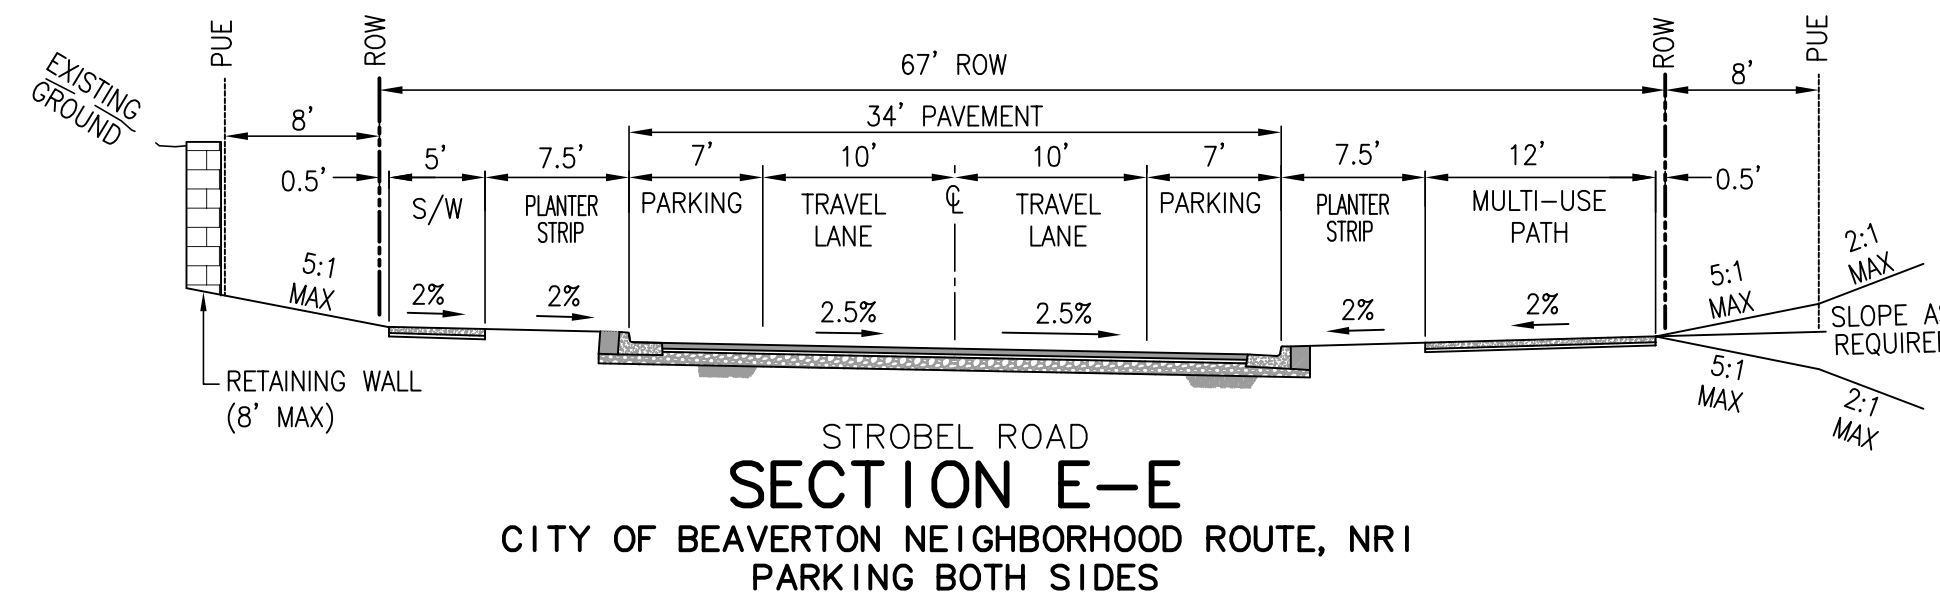 PUE
ROW
67' ROW
ROW
PUE
EXISTING
GROUND
8'
8'
34' PAVEMENT
0.5'
5'
7.5'
7'
10'
10'
7'
7.5'
12'
0.5'
S/W
PLANTER
STRIP
PARKING
TRAVEL
LANE
℄
TRAVEL
LANE
PARKING
PLANTER
STRIP
MULTI-USE
PATH
5:1
MAX
2%
2%
2.5%
2.5%
2%
2%
5:1
MAX
2:1
MAX
SLOPE
5:1
MAX
2:1
MAX
RETAINING WALL
(8' MAX)
STROBEL ROAD
SECTION E-E
CITY OF BEAVERTON NEIGHBORHOOD ROUTE, NR1
PARKING BOTH SIDES